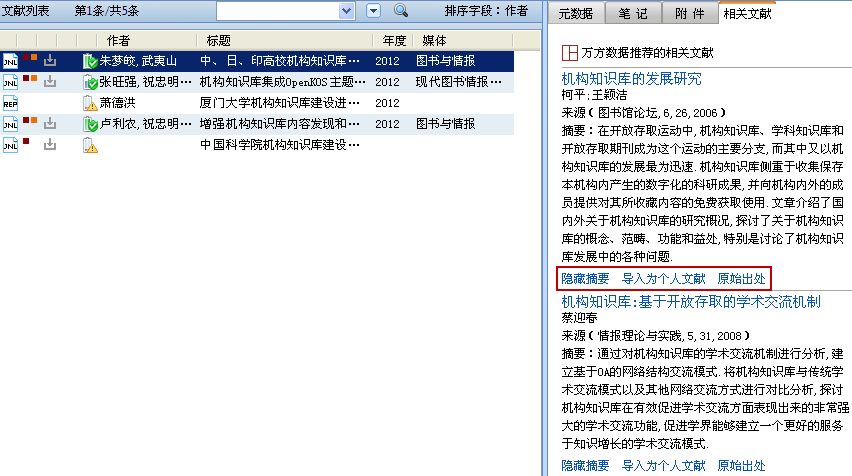 文献列表 第1条/共5条 排序字段：作者
作者 标题 年度 媒体
JNL 朱梦皎, 武夷山 中、日、印高校机构知识库… 2012 图书与情报
JNL 张旺强, 祝忠明… 机构知识库集成OpenKOS主题… 2012 现代图书情报…
REP 萧德洪 厦门大学机构知识库建设进… 2012
JNL 卢利农, 祝忠明… 增强机构知识库内容发现和… 2012 图书与情报
JNL 中国科学院机构知识库建设…
元数据 笔 记 附 件 相关文献
万方数据推荐的相关文献
机构知识库的发展研究
柯平;王颖洁
来源（图书馆论坛, 6, 26, 2006）
摘要：在开放存取运动中, 机构知识库、学科知识库和
开放存取期刊成为这个运动的主要分支, 而其中又以机
构知识库的发展最为迅速. 机构知识库侧重于收集保存
本机构内产生的数字化的科研成果, 并向机构内外的成
员提供对其所收藏内容的免费获取使用. 文章介绍了国
内外关于机构知识库的研究概况, 探讨了关于机构知识
库的概念、范畴、功能和益处, 特别是讨论了机构知识
库发展中的各种问题.
隐藏摘要 导入为个人文献 原始出处
机构知识库:基于开放存取的学术交流机制
蔡迎春
来源（情报理论与实践, 5, 31, 2008）
摘要：通过对机构知识库的学术交流机制进行分析, 建
立基于OA的网络结构交流模式. 将机构知识库与传统学
术交流模式以及其他网络交流方式进行对比分析, 探讨
机构知识库在有效促进学术交流方面表现出来的非常强
大的学术交流功能, 促进学界能够建立一个更好的服务
于知识增长的学术交流模式.
隐藏摘要 导入为个人文献 原始出处